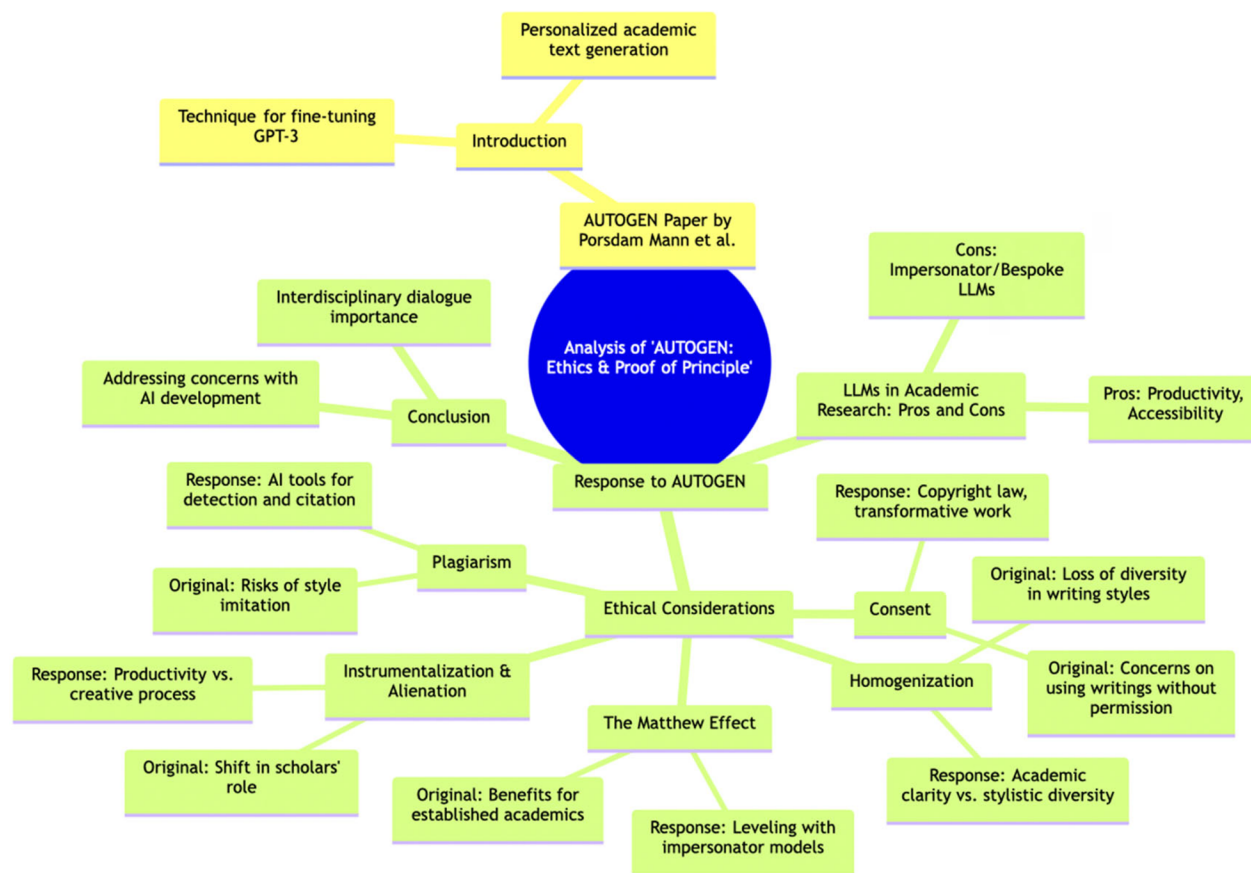 Personalized academic
text generation
Technique for fine-tuning
GPT-3
Introduction
AUTOGEN Paper by
Porsdam Mann et al.
Cons:
Impersonator/Bespoke
LLMs
Interdisciplinary dialogue
importance
Analysis of 'AUTOGEN:
Ethics & Proof of Principle'
Addressing concerns with
AI development
Conclusion
LLMs in Academic
Research: Pros and Cons
Pros: Productivity,
Accessibility
Response to AUTOGEN
Response: AI tools for
detection and citation
Response: Copyright law,
transformative work
Plagiarism
Original: Risks of style
imitation
Ethical Considerations
Consent
Original: Loss of diversity
in writing styles
Instrumentalization &
Alienation
Response: Productivity vs.
creative process
Homogenization
Original: Concerns on
using writings without
permission
The Matthew Effect
Original: Shift in scholars'
role
Original: Benefits for
established academics
Response: Leveling with
impersonator models
Response: Academic
clarity vs. stylistic diversity